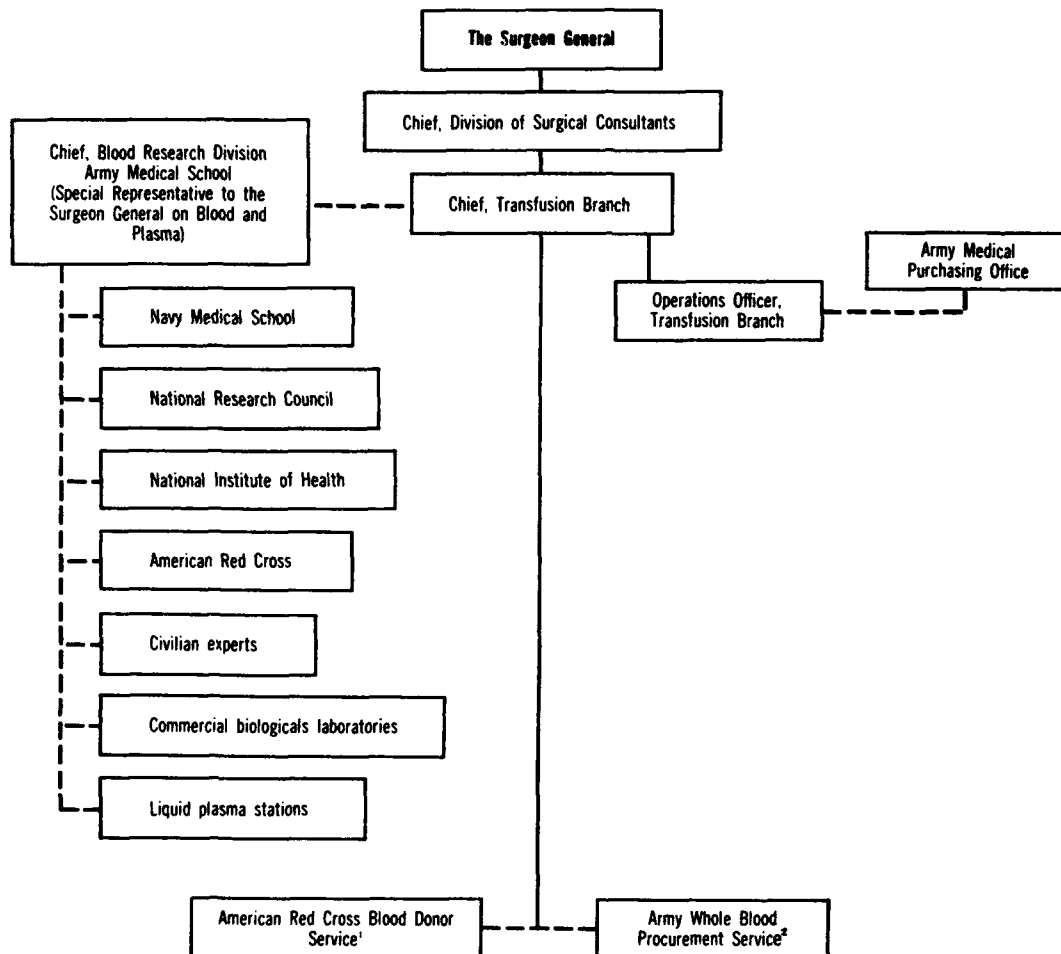 The Surgeon General
Chief, Division of Surgical Consultants
Chief, Blood Research Division
Army Medical School
(Special Representative to the
Surgeon General on Blood and
Plasma)
Chief, Transfusion Branch
Army Medical
Purchasing Office
Operations Officer,
Transfusion Branch
Navy Medical School
National Research Council
National Institute of Health
American Red Cross
Civilian experts
Commercial biologicals laboratories
Liquid plasma stations
American Red Cross Blood Donor
Service¹
Army Whole Blood
Procurement Service²